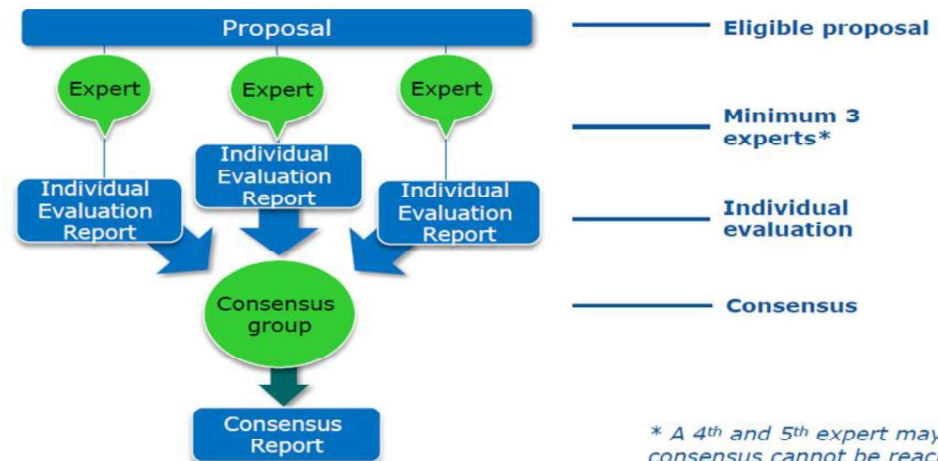 Proposal
Eligible proposal
Expert
Expert
Expert
Minimum 3
experts*
Individual
Evaluation
Report
Individual
Evaluation
Report
Individual
Evaluation
Report
Individual
evaluation
Consensus
group
Consensus
Consensus
Report
* A 4th and 5th expert may
consensus cannot be